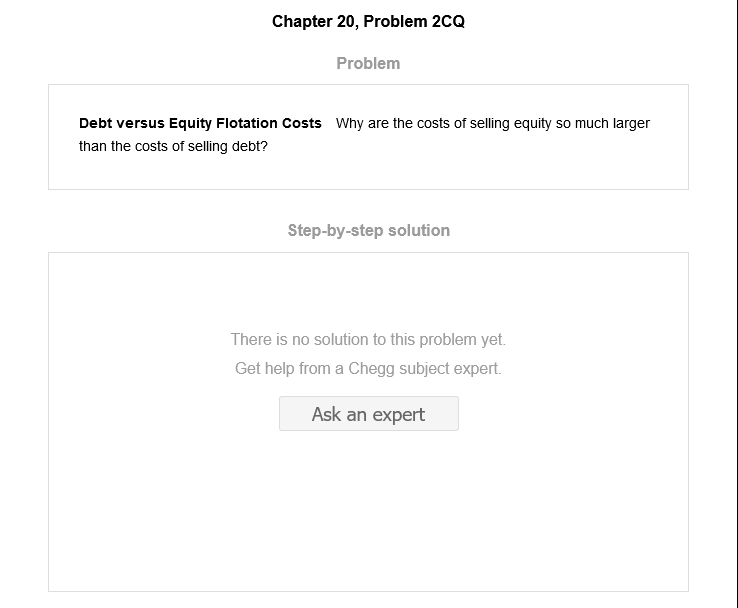 Chapter 20, Problem 2CQ
Problem
Debt versus Equity Flotation Costs Why are the costs of selling equity so much larger
than the costs of selling debt?
Step-by-step solution
There is no solution to this problem yet.
Get help from a Chegg subject expert.
Ask an expert